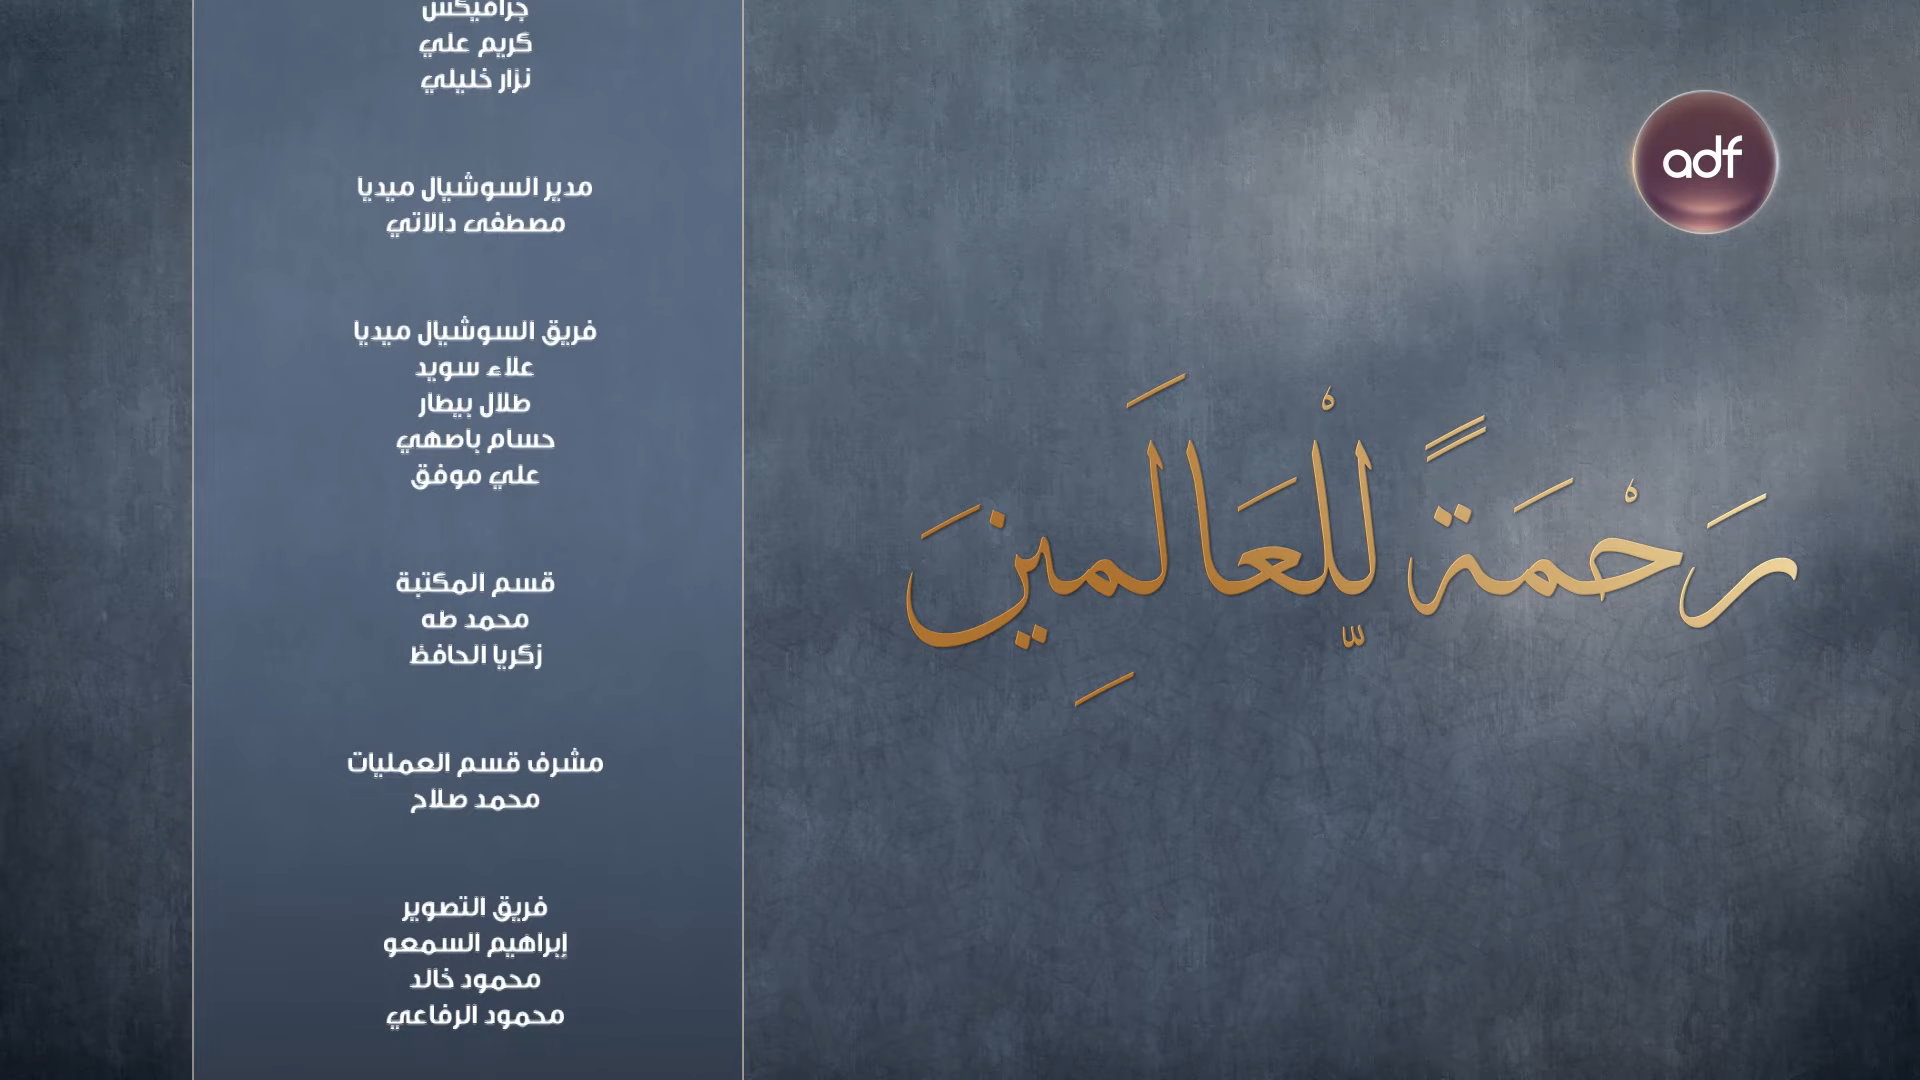 جرافيكس
كريم علي
نزار خليلي
مدير السوشيال ميديا
مصطفى دالاتي
فريق السوشيال ميديا
علاء سويد
طلال بيطار
حسام باصهي
علي موفق
قسم المكتبة
محمد طه
زكريا الحافظ
مشرف قسم العمليات
محمد صلاح
فريق التصوير
إبراهيم السمعو
محمود خالد
محمود الرفاعي
adf
رَحْمَةً لِّلْعَالَمِينَ